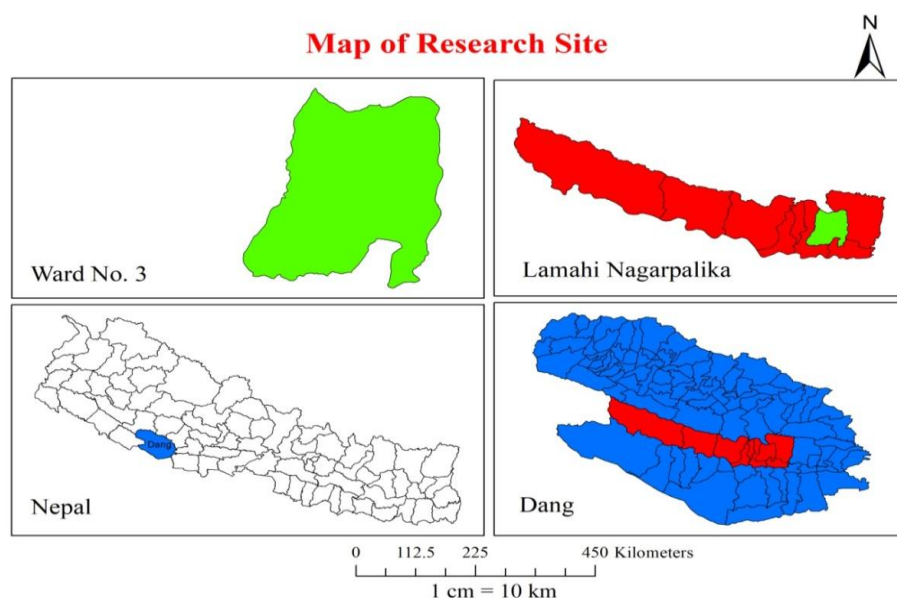 Map of Research Site
N
Ward No. 3
Lamahi Nagarpalika
Dang
Nepal
Dang
0 112.5 225 450 Kilometers
1 cm = 10 km